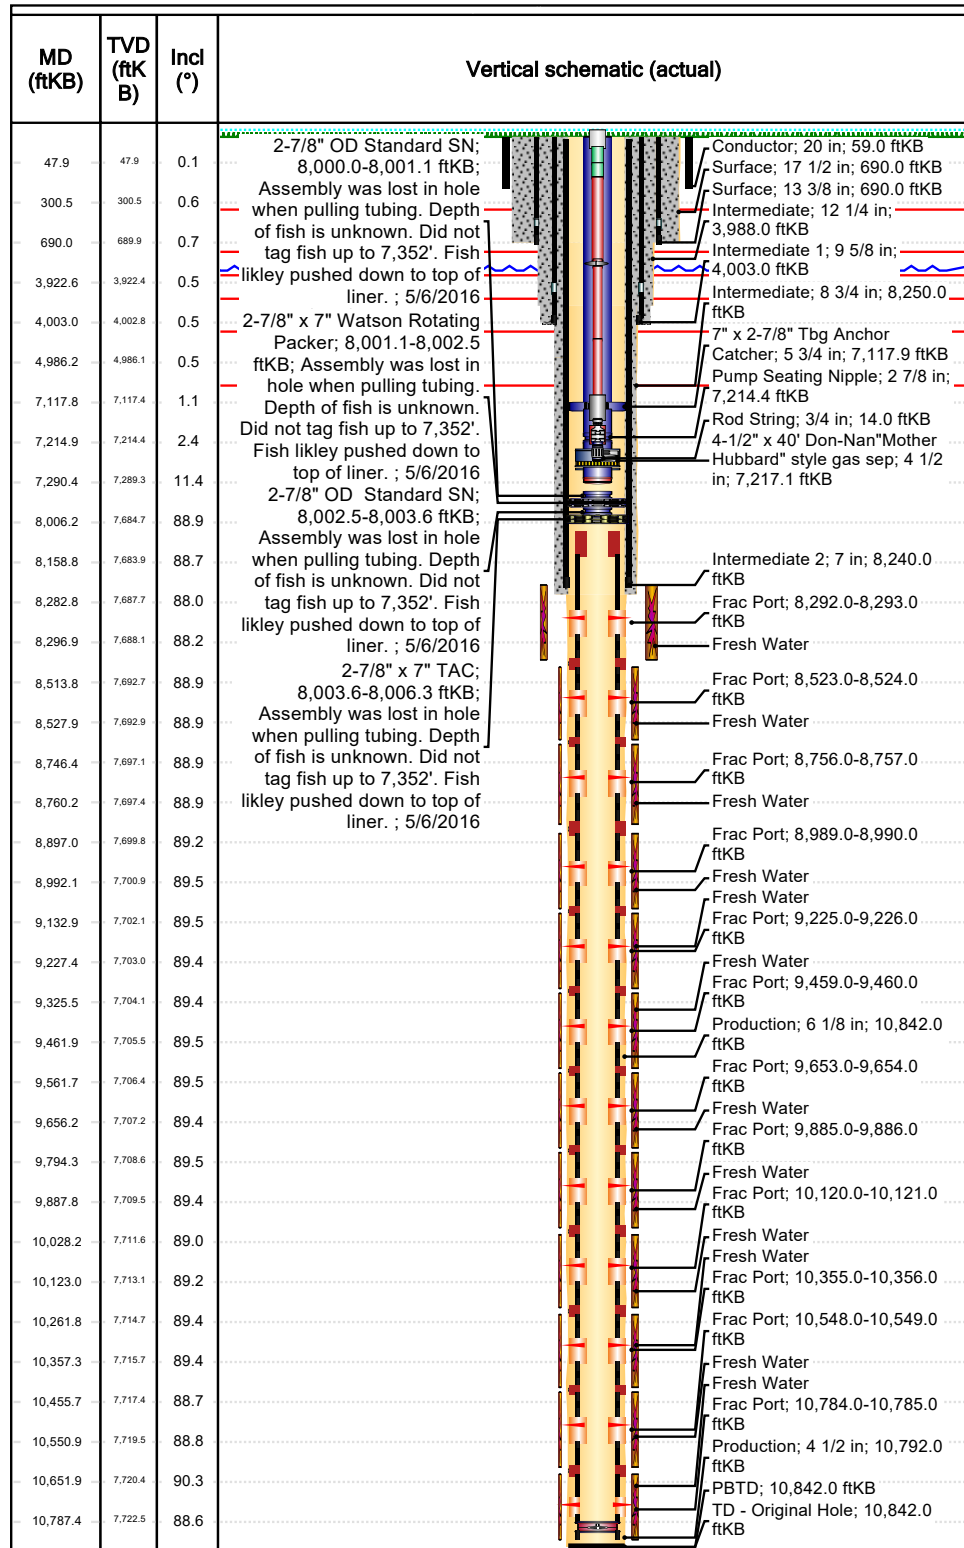 MD
(ftKB)
TVD
(ftK
B)
Incl
(°)
Vertical schematic (actual)
47.9 47.9 0.1
300.5 300.5 0.6
690.0 689.9 0.7
3,922.6 3,922.4 0.5
4,003.0 4,002.8 0.5
4,986.2 4,986.1 0.5
7,117.8 7,117.4 1.1
7,214.9 7,214.4 2.4
7,290.4 7,289.3 11.4
8,006.2 7,684.7 88.9
8,158.8 7,683.9 88.7
8,282.8 7,687.7 88.0
8,296.9 7,688.1 88.2
8,513.8 7,692.7 88.9
8,527.9 7,692.9 88.9
8,746.4 7,697.1 88.9
8,760.2 7,697.4 88.9
8,897.0 7,699.8 89.2
8,992.1 7,700.9 89.5
9,132.9 7,702.1 89.5
9,227.4 7,703.0 89.4
9,325.5 7,704.1 89.4
9,461.9 7,705.5 89.5
9,561.7 7,706.4 89.5
9,656.2 7,707.2 89.4
9,794.3 7,708.6 89.5
9,887.8 7,709.5 89.4
10,028.2 7,711.6 89.0
10,123.0 7,713.1 89.2
10,261.8 7,714.7 89.4
10,357.3 7,715.7 89.4
10,455.7 7,717.4 88.7
10,550.9 7,719.5 88.8
10,651.9 7,720.4 90.3
10,787.4 7,722.5 88.6
2-7/8" OD Standard SN;
8,000.0-8,001.1 ftKB;
Assembly was lost in hole
when pulling tubing. Depth
of fish is unknown. Did not
tag fish up to 7,352'. Fish
likley pushed down to top of
liner. ; 5/6/2016
2-7/8" x 7" Watson Rotating
Packer; 8,001.1-8,002.5
ftKB; Assembly was lost in
hole when pulling tubing.
Depth of fish is unknown.
Did not tag fish up to 7,352'.
Fish likley pushed down to
top of liner. ; 5/6/2016
2-7/8" OD  Standard SN;
8,002.5-8,003.6 ftKB;
Assembly was lost in hole
when pulling tubing. Depth
of fish is unknown. Did not
tag fish up to 7,352'. Fish
likley pushed down to top of
liner. ; 5/6/2016
2-7/8" x 7" TAC;
8,003.6-8,006.3 ftKB;
Assembly was lost in hole
when pulling tubing. Depth
of fish is unknown. Did not
tag fish up to 7,352'. Fish
likley pushed down to top of
liner. ; 5/6/2016
Conductor; 20 in; 59.0 ftKB
Surface; 17 1/2 in; 690.0 ftKB
Surface; 13 3/8 in; 690.0 ftKB
Intermediate; 12 1/4 in;
3,988.0 ftKB
Intermediate 1; 9 5/8 in;
4,003.0 ftKB
Intermediate; 8 3/4 in; 8,250.0
ftKB
7" x 2-7/8" Tbg Anchor
Catcher; 5 3/4 in; 7,117.9 ftKB
Pump Seating Nipple; 2 7/8 in;
7,214.4 ftKB
Rod String; 3/4 in; 14.0 ftKB
4-1/2" x 40' Don-Nan"Mother
Hubbard" style gas sep; 4 1/2
in; 7,217.1 ftKB
Intermediate 2; 7 in; 8,240.0
ftKB
Frac Port; 8,292.0-8,293.0
ftKB
Fresh Water
Frac Port; 8,523.0-8,524.0
ftKB
Fresh Water
Frac Port; 8,756.0-8,757.0
ftKB
Fresh Water
Frac Port; 8,989.0-8,990.0
ftKB
Fresh Water
Fresh Water
Frac Port; 9,225.0-9,226.0
ftKB
Fresh Water
Frac Port; 9,459.0-9,460.0
ftKB
Production; 6 1/8 in; 10,842.0
ftKB
Frac Port; 9,653.0-9,654.0
ftKB
Fresh Water
Frac Port; 9,885.0-9,886.0
ftKB
Fresh Water
Frac Port; 10,120.0-10,121.0
ftKB
Fresh Water
Fresh Water
Frac Port; 10,355.0-10,356.0
ftKB
Frac Port; 10,548.0-10,549.0
ftKB
Fresh Water
Fresh Water
Frac Port; 10,784.0-10,785.0
ftKB
Production; 4 1/2 in; 10,792.0
ftKB
PBTD; 10,842.0 ftKB
TD - Original Hole; 10,842.0
ftKB